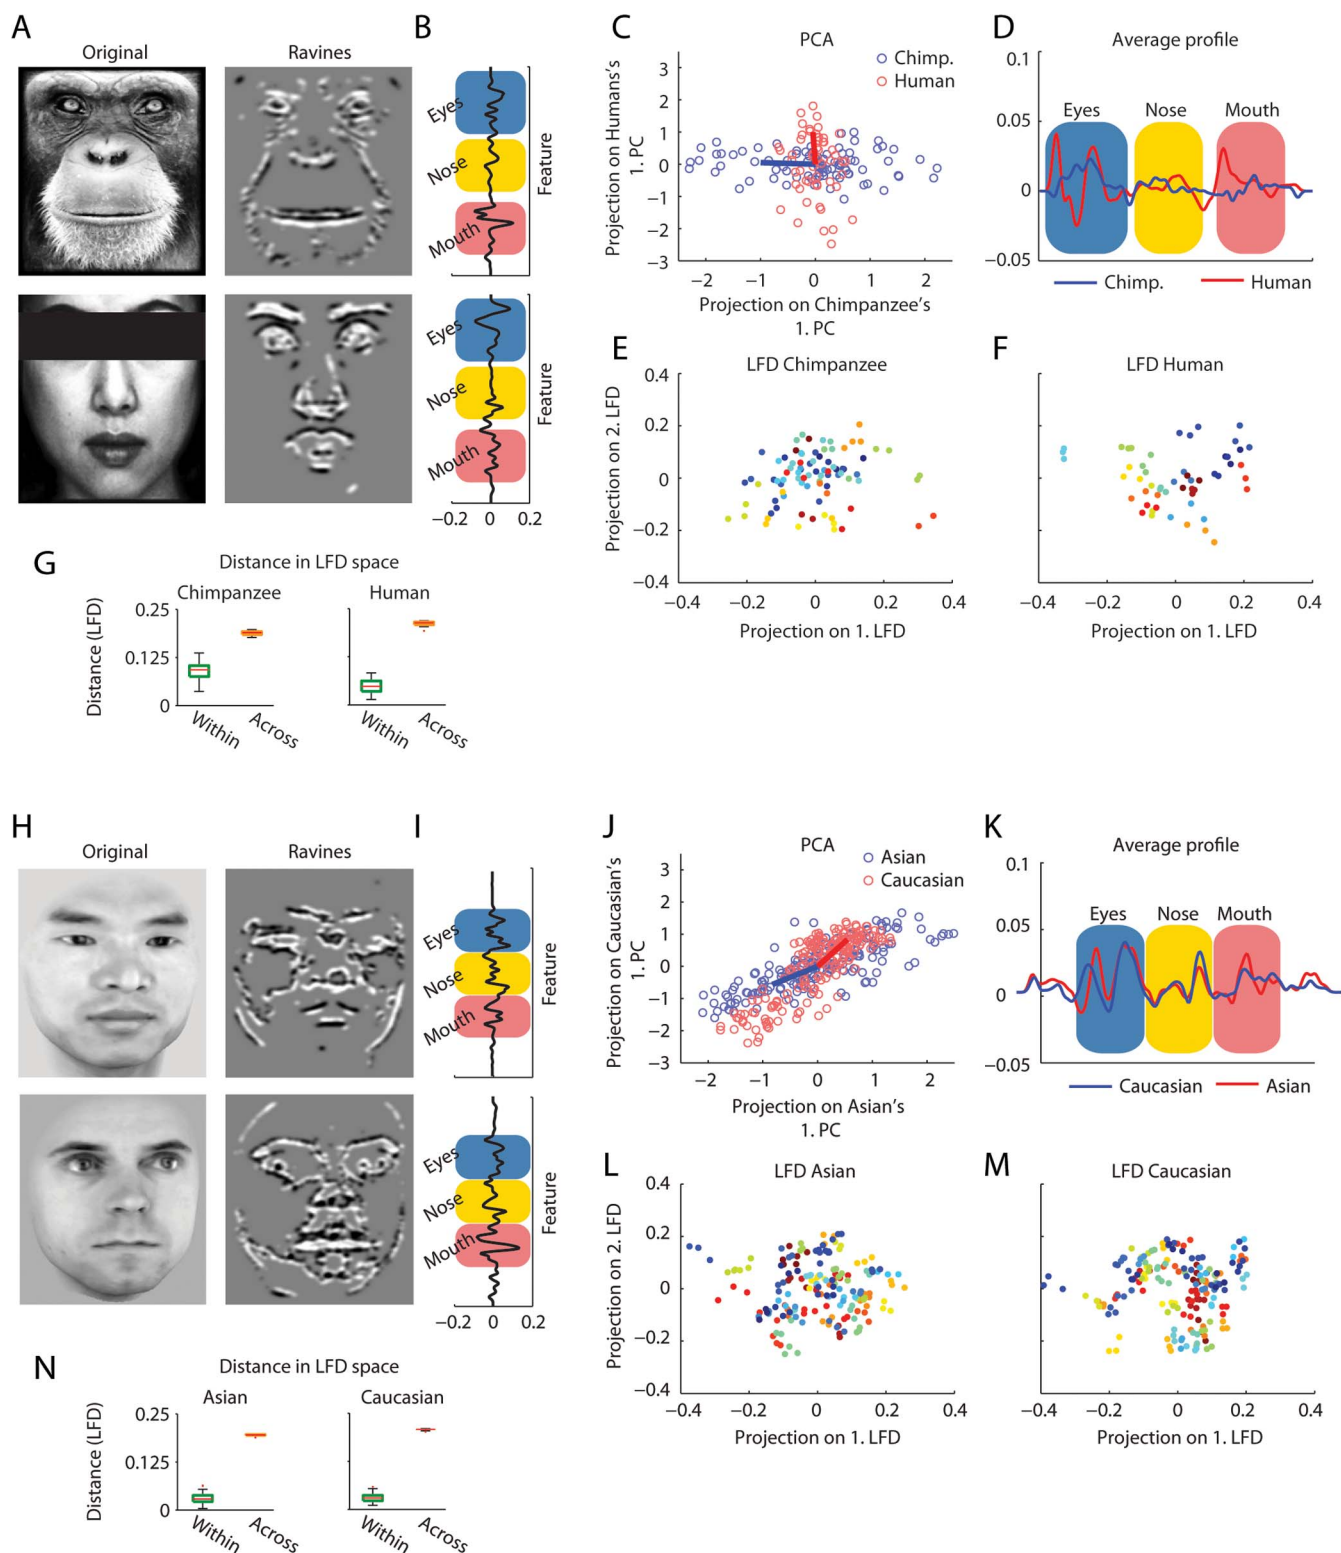 A
Original
Ravines
B
Eyes
Nose
Mouth
Feature
Eyes
Nose
Mouth
Feature
−0.2 0 0.2
C
PCA
Chimp.
Human
Projection on Humans's
1. PC
3
2
1
0
−1
−2
−3
−2 −1 0 1 2
Projection on Chimpanzee's
1. PC
D
Average profile
0.1
0.05
0
−0.05
Eyes Nose Mouth
Chimp. Human
E
LFD Chimpanzee
Projection on 2. LFD
0.4
0.2
0
−0.2
−0.4
−0.4 −0.2 0 0.2 0.4
Projection on 1. LFD
F
LFD Human
−0.4 −0.2 0 0.2 0.4
Projection on 1. LFD
G
Distance in LFD space
Chimpanzee Human
Distance (LFD)
0.25
0.125
0
Within Across Within Across
H
Original
Ravines
I
Eyes
Nose
Mouth
Feature
Eyes
Nose
Mouth
Feature
−0.2 0 0.2
J
PCA
Asian
Caucasian
Projection on Caucasian's
1. PC
3
2
1
0
−1
−2
−3
−2 −1 0 1 2
Projection on Asian's
1. PC
K
Average profile
0.1
0.05
0
−0.05
Eyes Nose Mouth
Caucasian Asian
L
LFD Asian
Projection on 2. LFD
0.4
0.2
0
−0.2
−0.4
−0.4 −0.2 0 0.2 0.4
Projection on 1. LFD
M
LFD Caucasian
−0.4 −0.2 0 0.2 0.4
Projection on 1. LFD
N
Distance in LFD space
Asian Caucasian
Distance (LFD)
0.25
0.125
0
Within Across Within Across